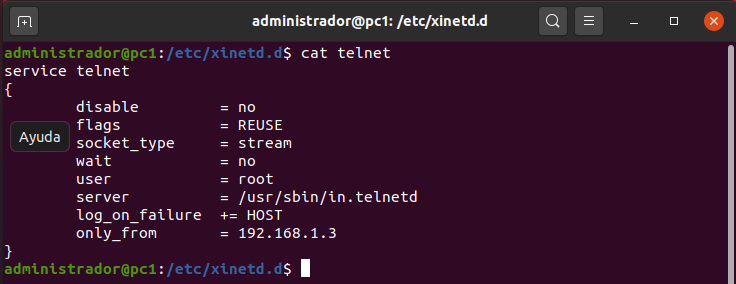 administrador@pc1: /etc/xinetd.d
administrador@pc1:/etc/xinetd.d$ cat telnet
service telnet
{
disable = no
flags = REUSE
Ayuda
socket_type = stream
wait = no
user = root
server = /usr/sbin/in.telnetd
log_on_failure += HOST
only_from = 192.168.1.3
}
administrador@pc1:/etc/xinetd.d$